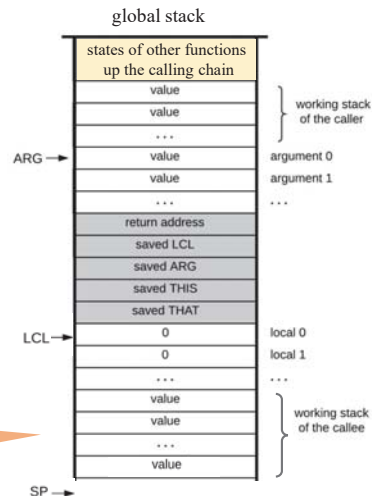 global stack
states of other functions
up the calling chain
value
value
...
working stack
of the caller
ARG
value
argument 0
value
argument 1
...
...
return address
saved LCL
saved ARG
saved THIS
saved THAT
LCL
0
local 0
0
local 1
...
...
value
value
...
value
working stack
of the callee
SP